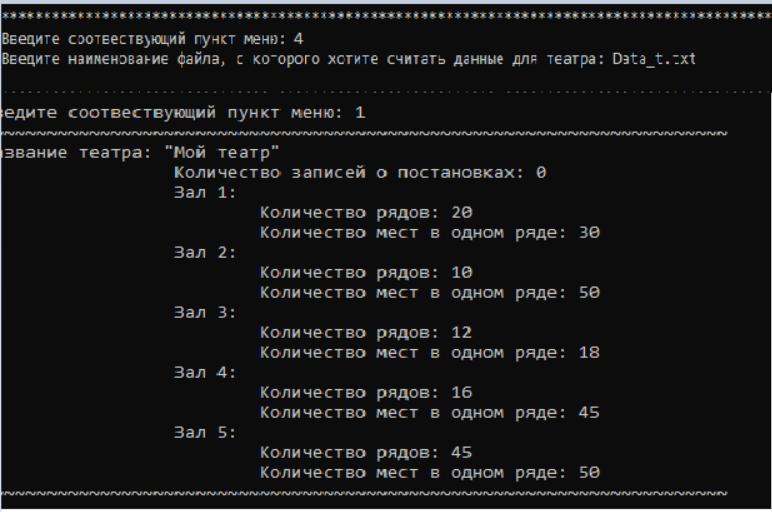 ************************************************************************************
Введите соотвествующий пункт меню: 4
Введите наименование файла, с которого хотите считать данные для театра: Data_t.txt
ведите соотвествующий пункт меню: 1
~~~~~~~~~~~~~~~~~~~~~~~~~~~~~~~~~~~~~~~~~~~~~~~~~~~~~~~~~~~~~~~~~~~~
азвание театра: "Мой театр"
Количество записей о постановках: 0
Зал 1:
Количество рядов: 20
Количество мест в одном ряде: 30
Зал 2:
Количество рядов: 10
Количество мест в одном ряде: 50
Зал 3:
Количество рядов: 12
Количество мест в одном ряде: 18
Зал 4:
Количество рядов: 16
Количество мест в одном ряде: 45
Зал 5:
Количество рядов: 45
Количество мест в одном ряде: 50
~~~~~~~~~~~~~~~~~~~~~~~~~~~~~~~~~~~~~~~~~~~~~~~~~~~~~~~~~~~~~~~~~~~~